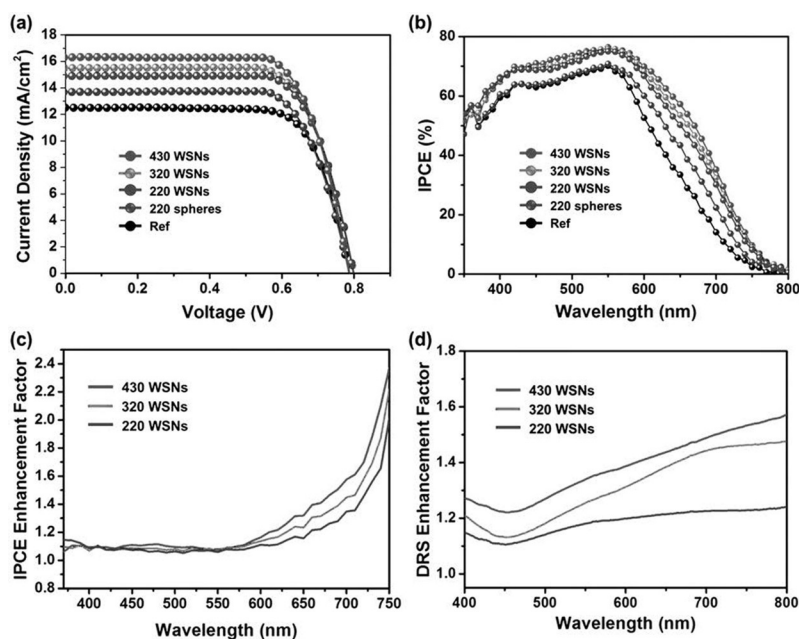 (a)
Current Density (mA/cm²)
18
16
14
12
10
8
6
4
2
0
430 WSNs
320 WSNs
220 WSNs
220 spheres
Ref
0.0 0.2 0.4 0.6 0.8 1.0
Voltage (V)
(b)
IPCE (%)
80
60
40
20
0
430 WSNs
320 WSNs
220 WSNs
220 spheres
Ref
400 500 600 700 800
Wavelength (nm)
(c)
IPCE Enhancement Factor
2.4
2.2
2.0
1.8
1.6
1.4
1.2
1.0
0.8
430 WSNs
320 WSNs
220 WSNs
400 450 500 550 600 650 700 750
Wavelength (nm)
(d)
DRS Enhancement Factor
1.8
1.6
1.4
1.2
1.0
430 WSNs
320 WSNs
220 WSNs
400 500 600 700 800
Wavelength (nm)